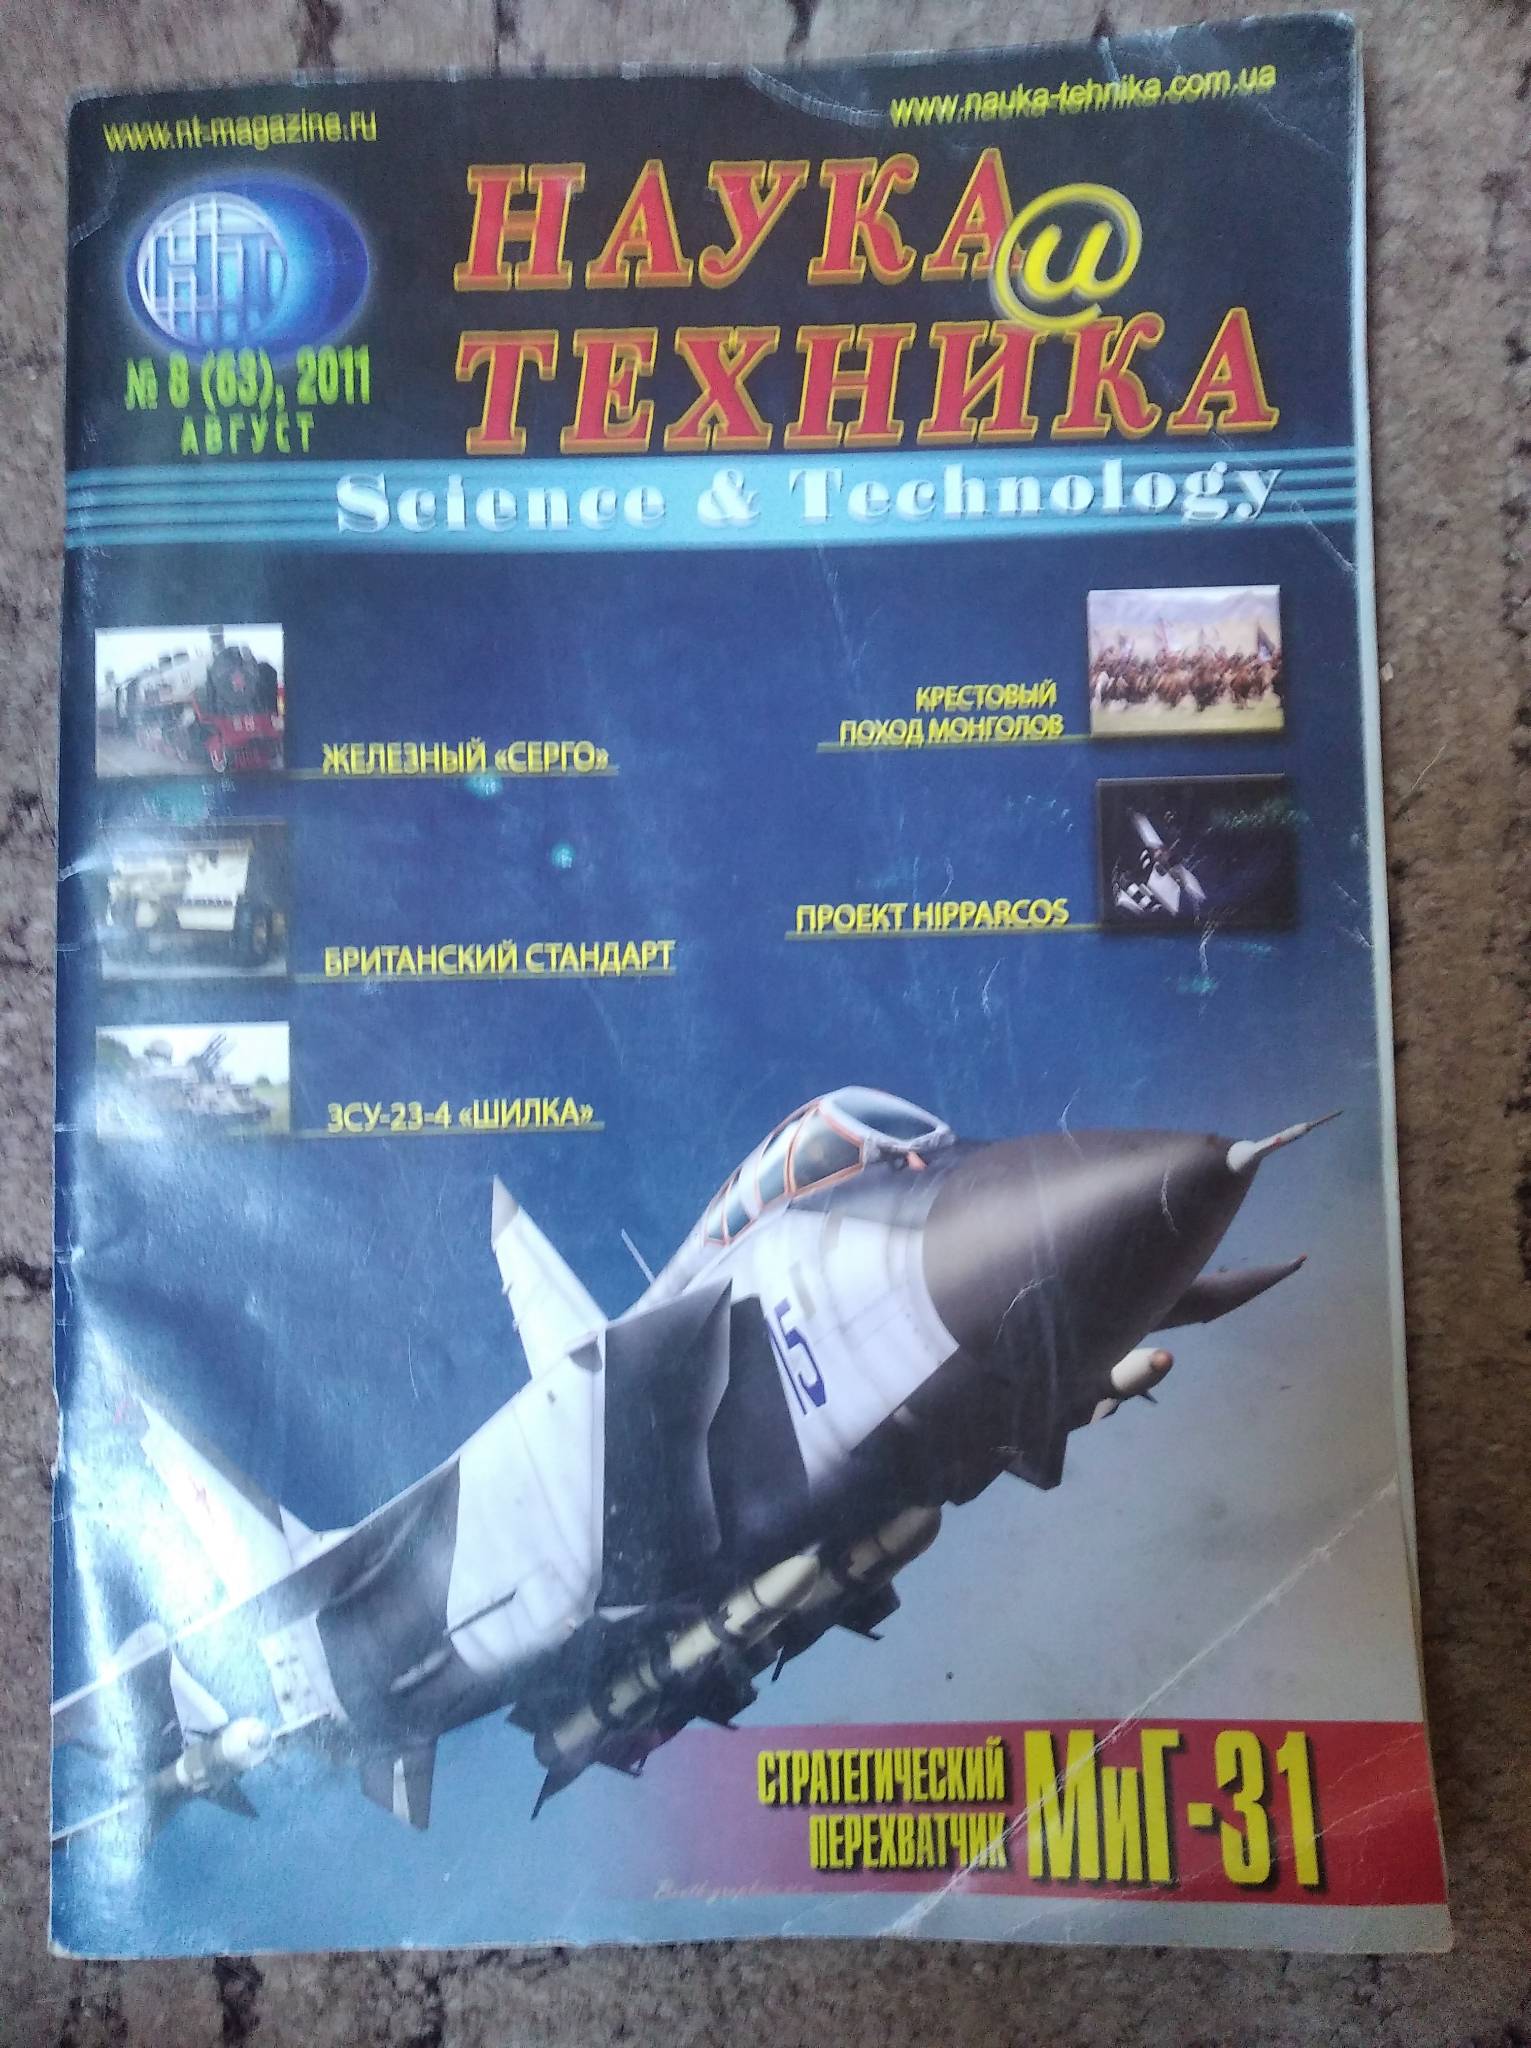 www.nt-magazine.ru
www.nauka-tehnika.com.ua
НТ
НАУКА и
ТЕХНИКА
№ 8 (63), 2011
АВГУСТ
Science & Technology
ЖЕЛЕЗНЫЙ «СЕРГО»
КРЕСТОВЫЙ
ПОХОД МОНГОЛОВ
БРИТАНСКИЙ СТАНДАРТ
ПРОЕКТ HIPPARCOS
ЗСУ-23-4 «ШИЛКА»
СТРАТЕГИЧЕСКИЙ
ПЕРЕХВАТЧИК
МиГ-31